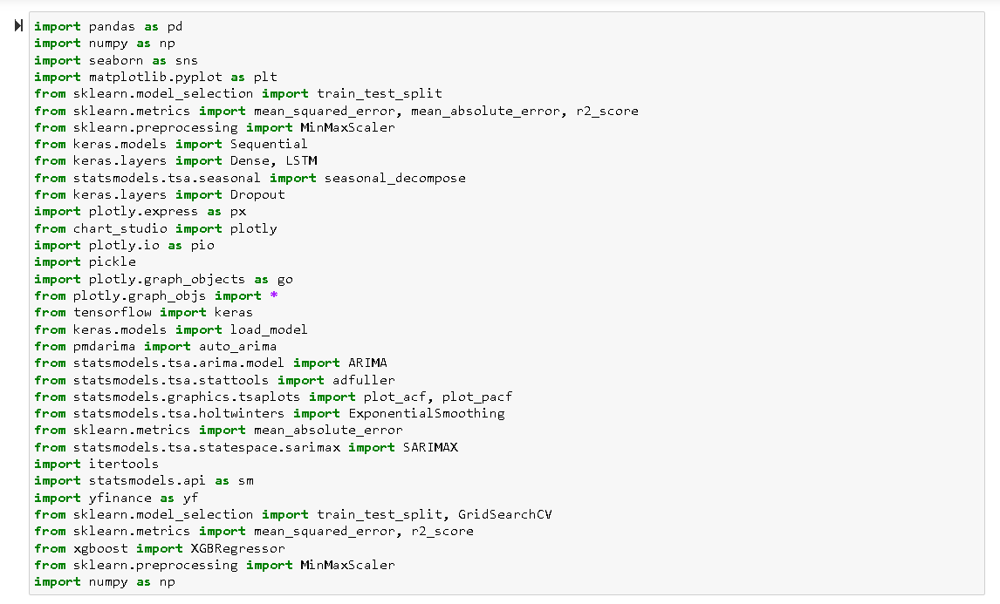 import pandas as pd
import numpy as np
import seaborn as sns
import matplotlib.pyplot as plt
from sklearn.model_selection import train_test_split
from sklearn.metrics import mean_squared_error, mean_absolute_error, r2_score
from sklearn.preprocessing import MinMaxScaler
from keras.models import Sequential
from keras.layers import Dense, LSTM
from statsmodels.tsa.seasonal import seasonal_decompose
from keras.layers import Dropout
import plotly.express as px
from chart_studio import plotly
import plotly.io as pio
import pickle
import plotly.graph_objects as go
from plotly.graph_objs import *
from tensorflow import keras
from keras.models import load_model
from pmdarima import auto_arima
from statsmodels.tsa.arima.model import ARIMA
from statsmodels.tsa.stattools import adfuller
from statsmodels.graphics.tsaplots import plot_acf, plot_pacf
from statsmodels.tsa.holtwinters import ExponentialSmoothing
from sklearn.metrics import mean_absolute_error
from statsmodels.tsa.statespace.sarimax import SARIMAX
import itertools
import statsmodels.api as sm
import yfinance as yf
from sklearn.model_selection import train_test_split, GridSearchCV
from sklearn.metrics import mean_squared_error, r2_score
from xgboost import XGBRegressor
from sklearn.preprocessing import MinMaxScaler
import numpy as np